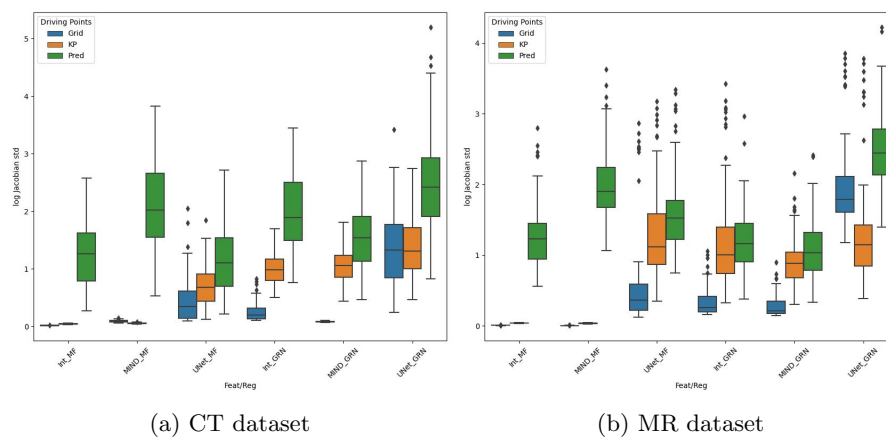 Driving Points
Grid
KP
Pred
log Jacobian std
5
4
3
2
1
0
Int_MF
MIND_MF
UNet_MF
Int_GRN
MIND_GRN
UNet_GRN
Feat/Reg
(a) CT dataset
Driving Points
Grid
KP
Pred
log Jacobian std
4
3
2
1
0
Int_MF
MIND_MF
UNet_MF
Int_GRN
MIND_GRN
UNet_GRN
Feat/Reg
(b) MR dataset